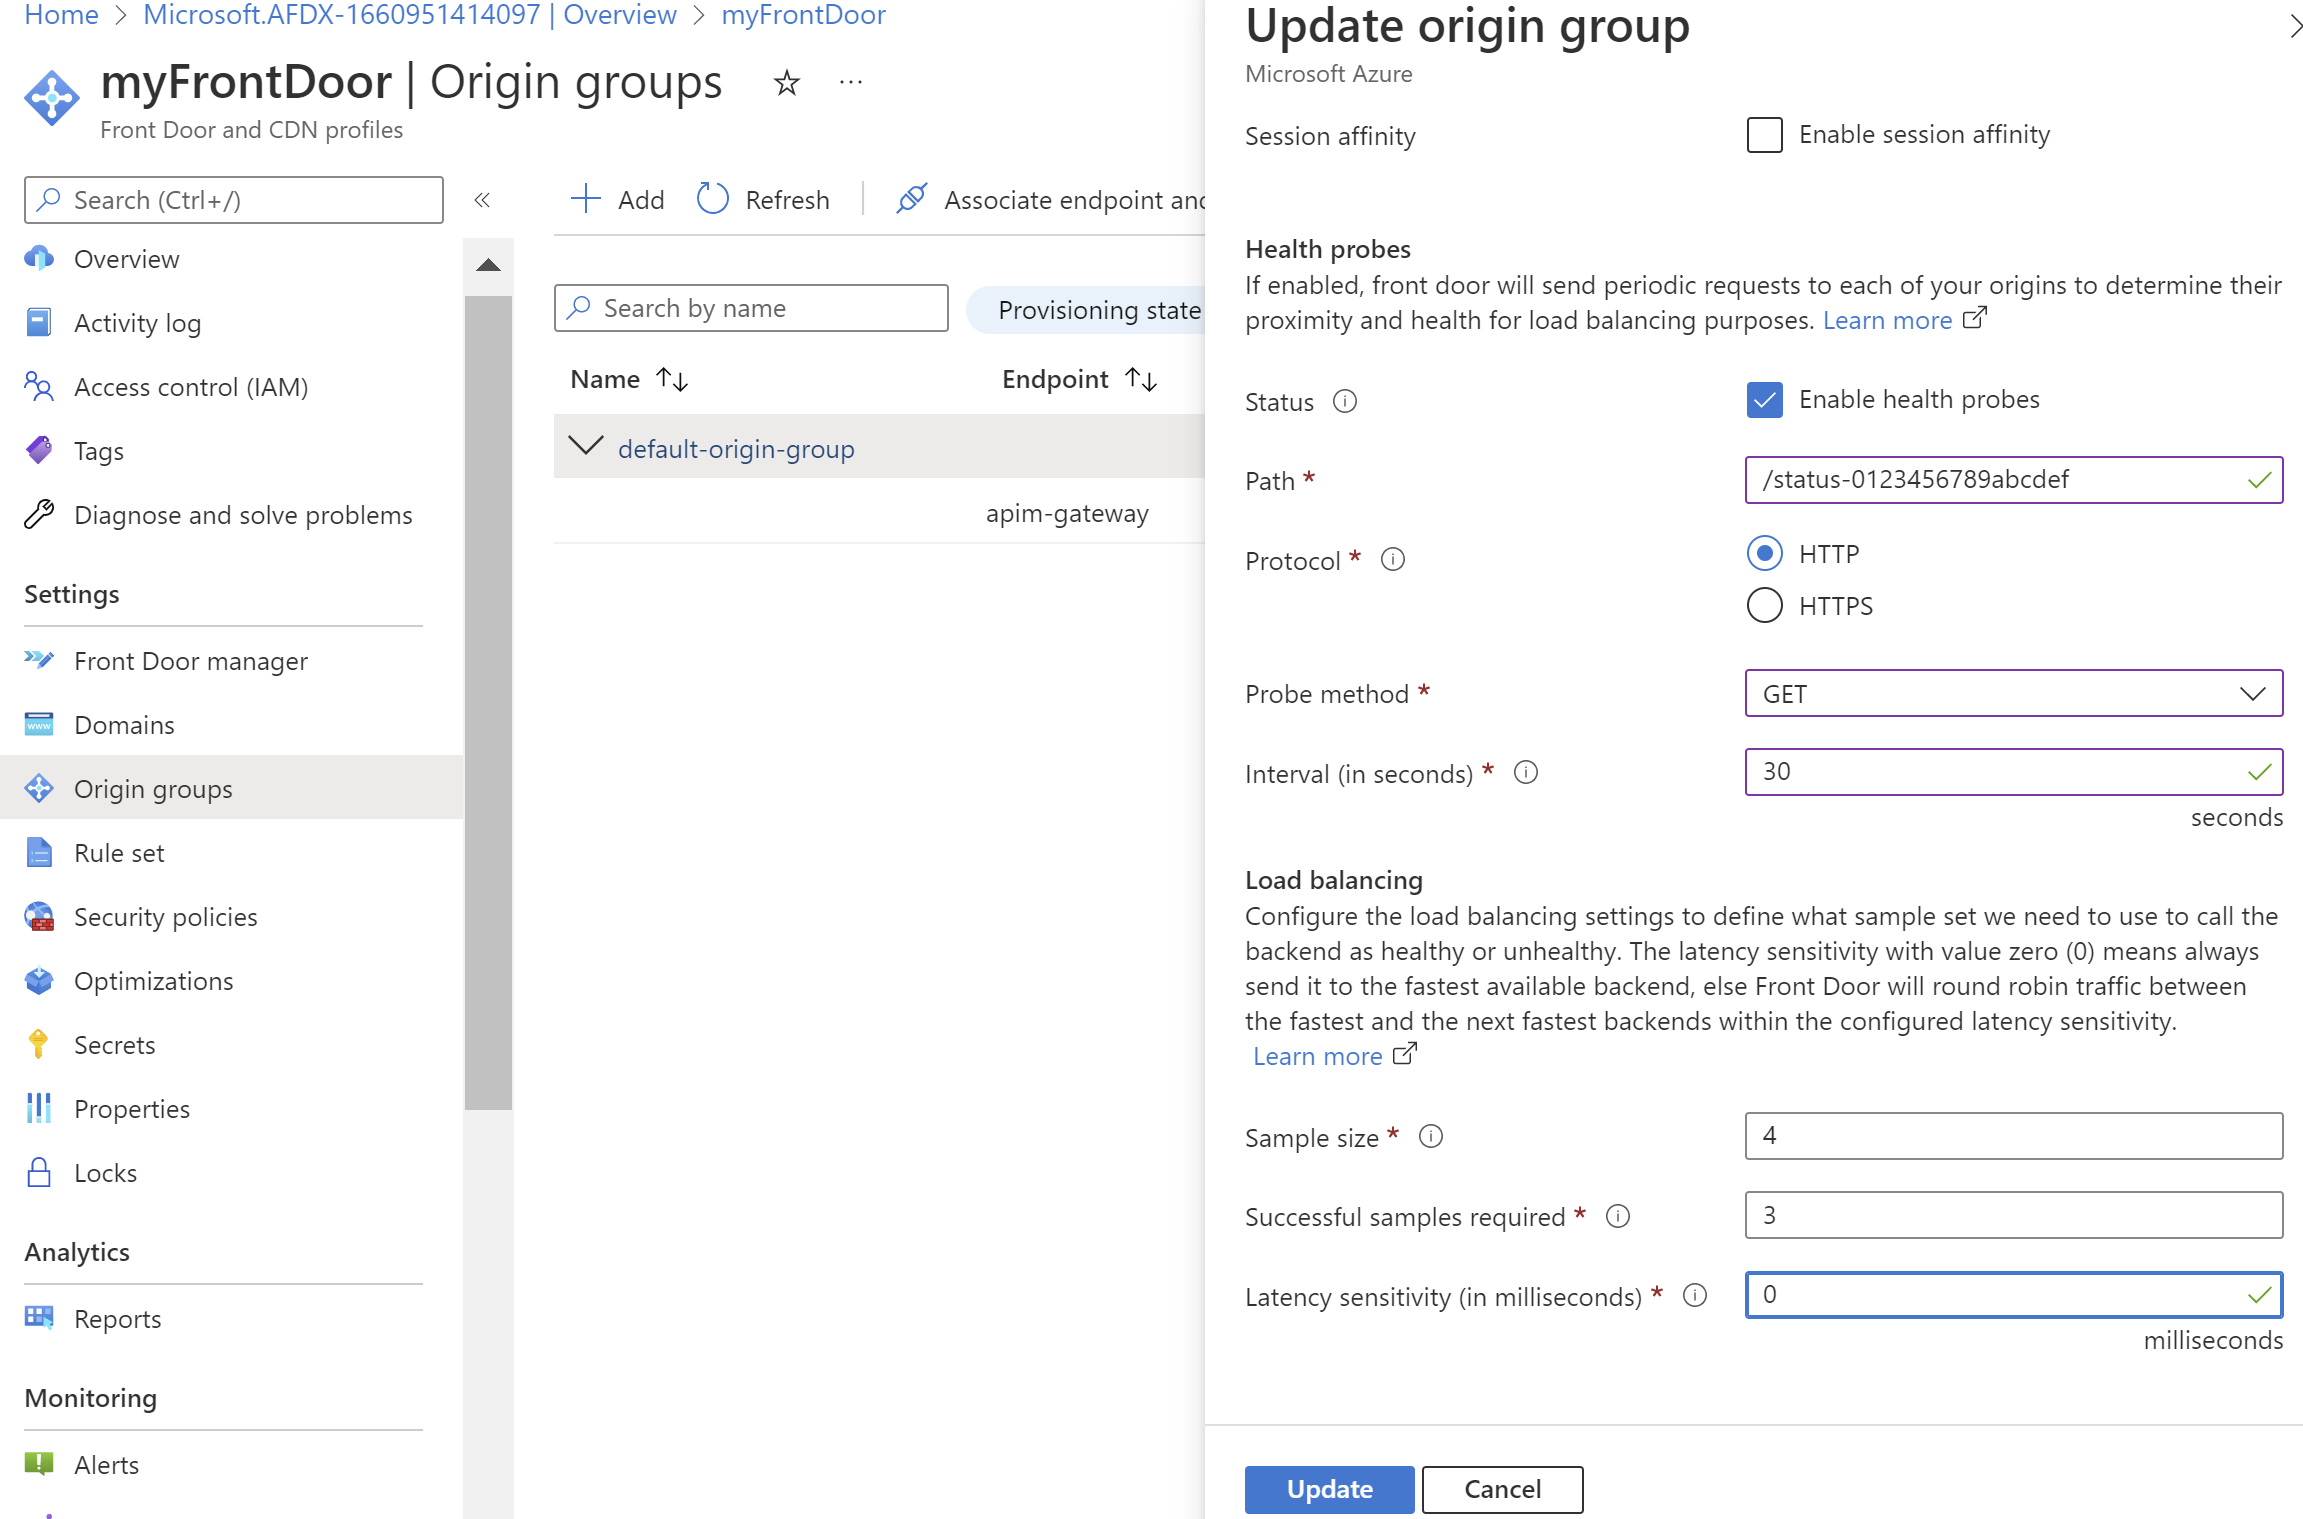 Home > Microsoft.AFDX-1660951414097 | Overview > myFrontDoor
myFrontDoor | Origin groups
Front Door and CDN profiles
Search (Ctrl+/)
Overview
Activity log
Access control (IAM)
Tags
Diagnose and solve problems
Settings
Front Door manager
Domains
Origin groups
Rule set
Security policies
Optimizations
Secrets
Properties
Locks
Analytics
Reports
Monitoring
Alerts
Add
Refresh
Associate endpoint and
Search by name
Provisioning state
Name
Endpoint
default-origin-group
apim-gateway
Update origin group
Microsoft Azure
Session affinity
Enable session affinity
Health probes
If enabled, front door will send periodic requests to each of your origins to determine their
proximity and health for load balancing purposes. Learn more
Status
Enable health probes
Path *
/status-0123456789abcdef
Protocol *
HTTP
HTTPS
Probe method *
GET
Interval (in seconds) *
30
seconds
Load balancing
Configure the load balancing settings to define what sample set we need to use to call the
backend as healthy or unhealthy. The latency sensitivity with value zero (0) means always
send it to the fastest available backend, else Front Door will round robin traffic between
the fastest and the next fastest backends within the configured latency sensitivity.
Learn more
Sample size *
4
Successful samples required *
3
Latency sensitivity (in milliseconds) *
0
milliseconds
Update
Cancel